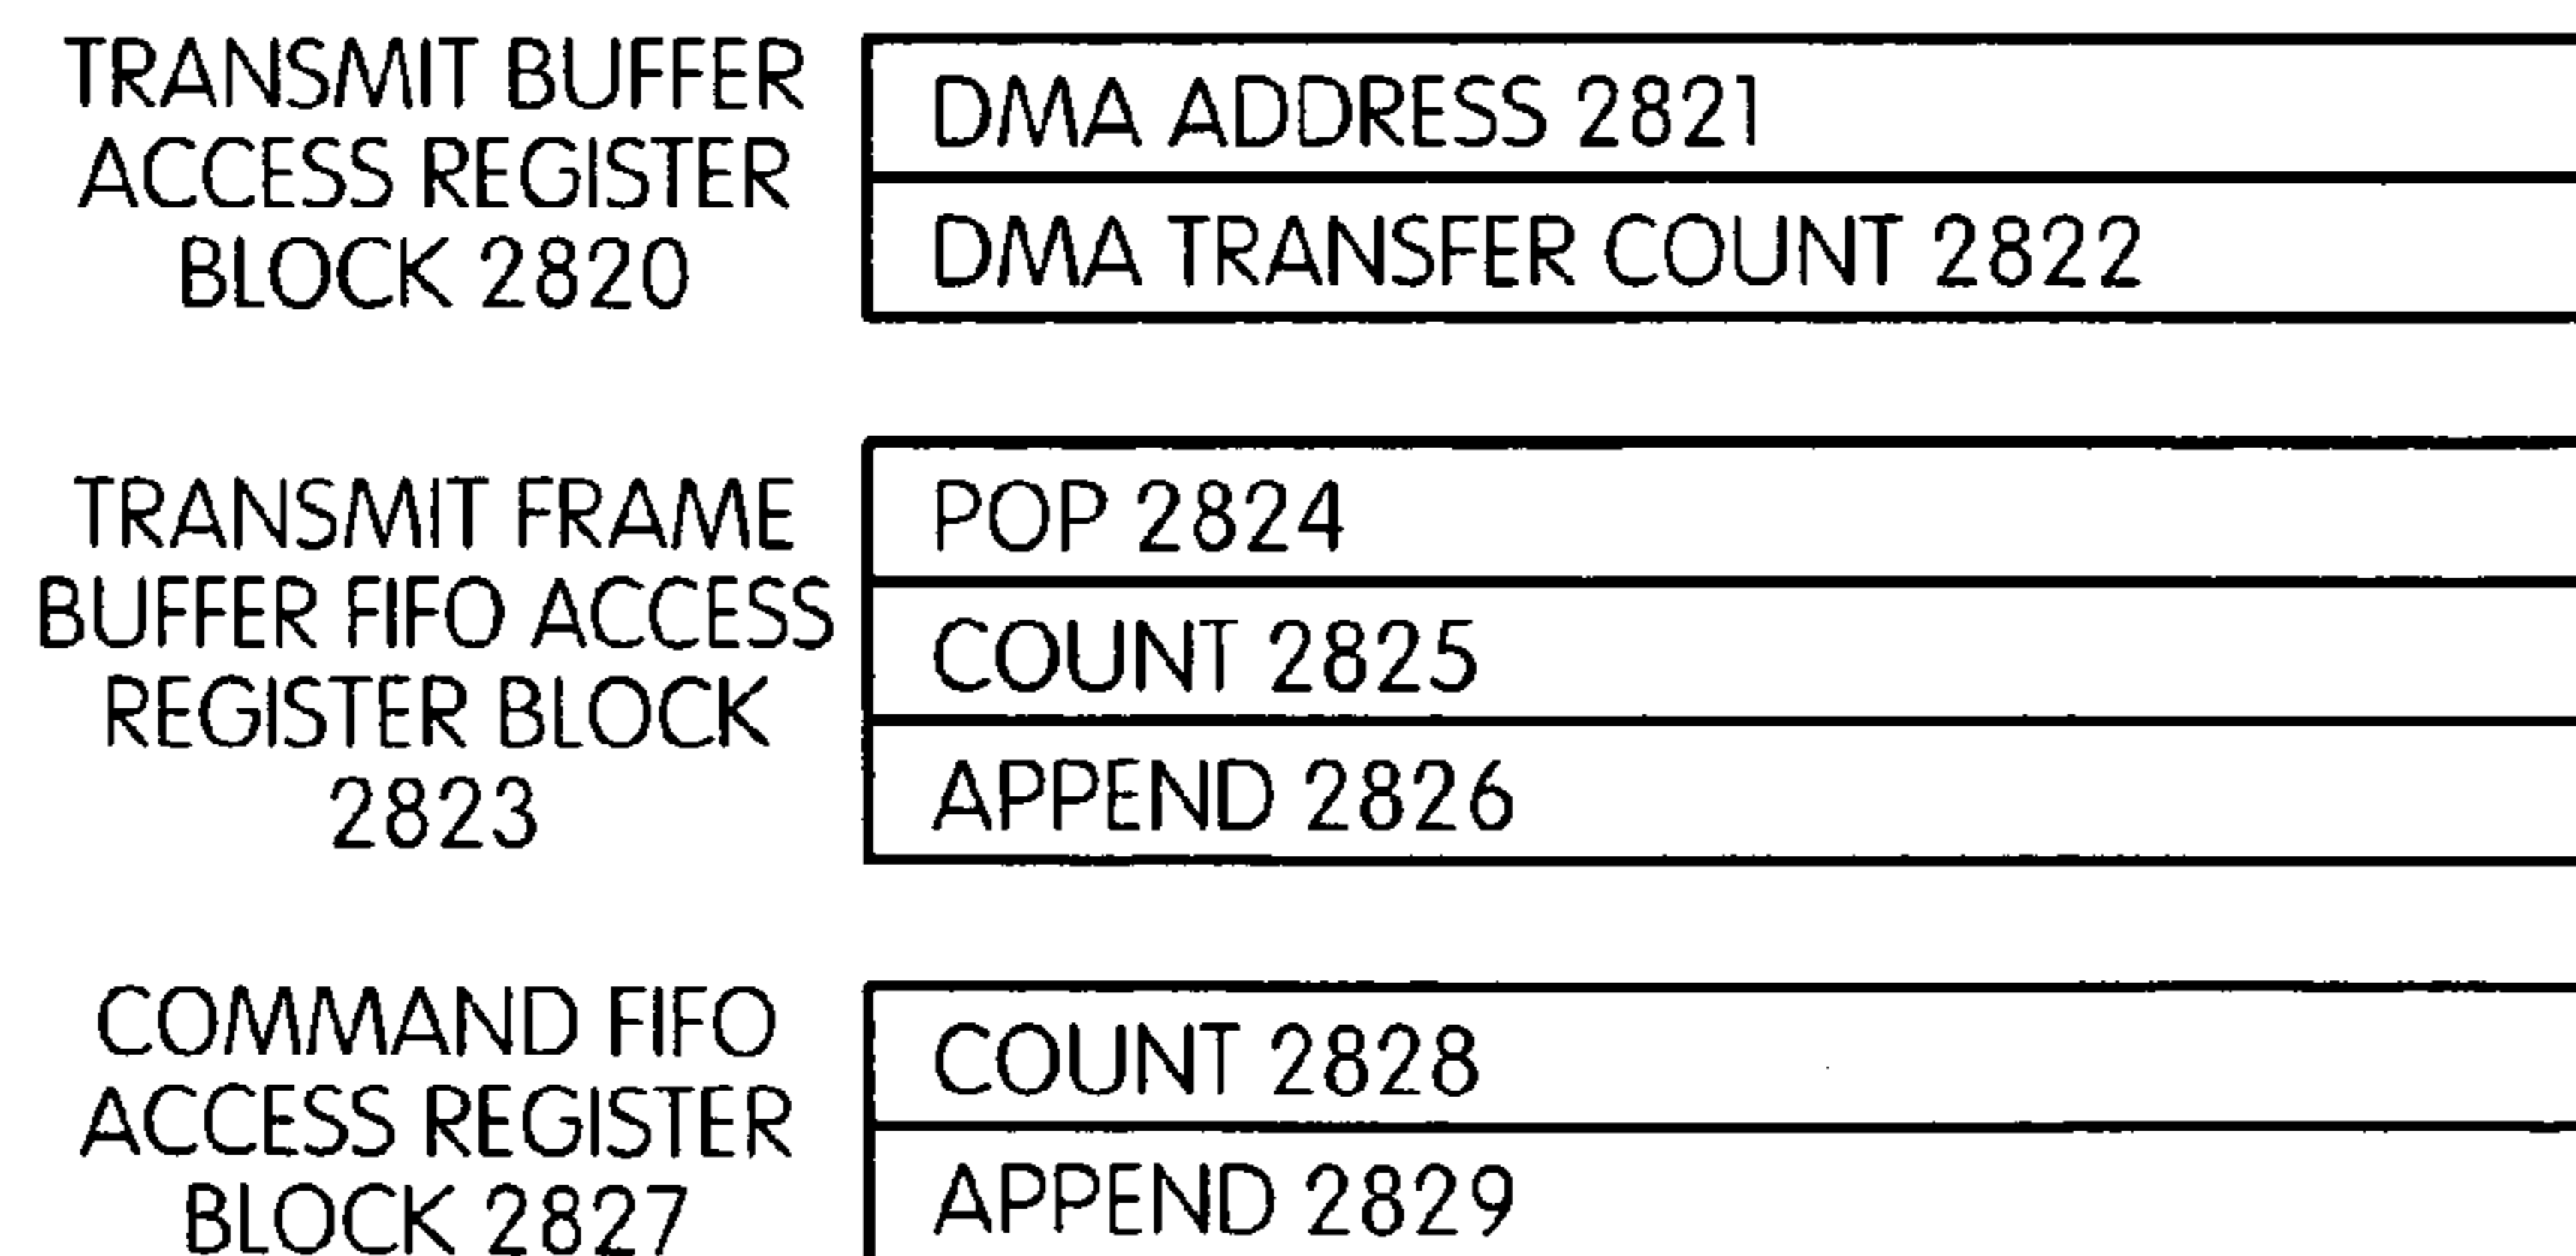 TRANSMIT BUFFER
ACCESS REGISTER
BLOCK 2820
DMA ADDRESS 2821
DMA TRANSFER COUNT 2822
TRANSMIT FRAME
BUFFER FIFO ACCESS
REGISTER BLOCK
2823
POP 2824
COUNT 2825
APPEND 2826
COMMAND FIFO
ACCESS REGISTER
BLOCK 2827
COUNT 2828
APPEND 2829